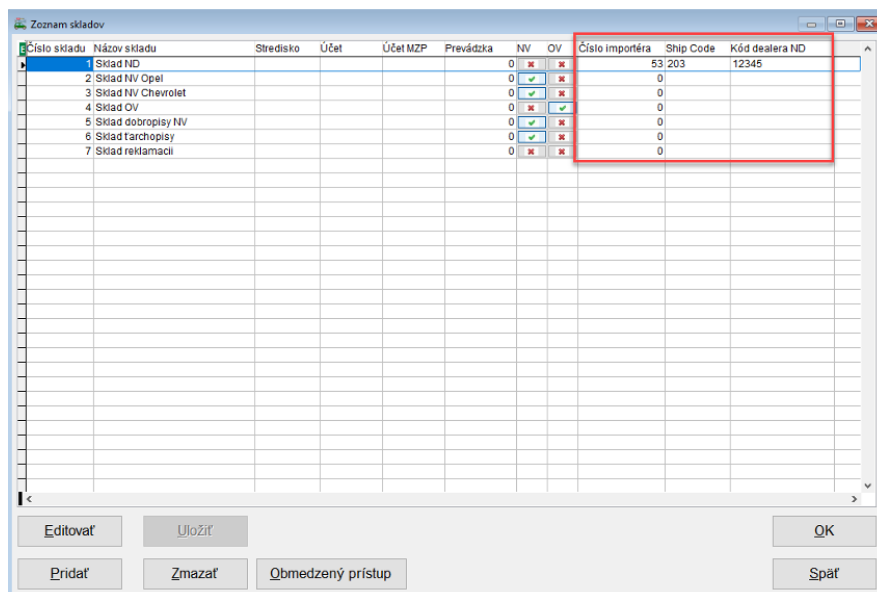 Zoznam skladov
Číslo skladu Názov skladu Stredisko Účet Účet MZP Prevádzka NV OV Číslo importéra Ship Code Kód dealera ND
1 Sklad ND 0 53 203 12345
2 Sklad NV Opel 0 0
3 Sklad NV Chevrolet 0 0
4 Sklad OV 0 0
5 Sklad dobropisy NV 0 0
6 Sklad ťarchopisy 0 0
7 Sklad reklamacii 0 0
Editovať Uložiť OK
Pridať Zmazať Obmedzený prístup Späť